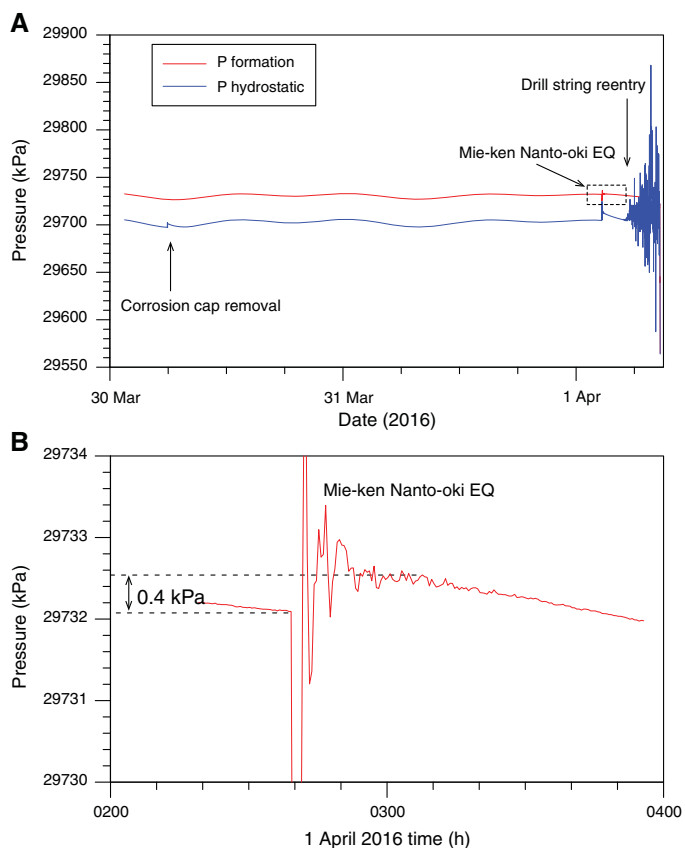 A
29900
29850
29800
29750
29700
29650
29600
29550
Pressure (kPa)
P formation
P hydrostatic
Drill string reentry
Mie-ken Nanto-oki EQ
Corrosion cap removal
30 Mar
31 Mar
1 Apr
Date (2016)
B
29734
29733
29732
29731
29730
Pressure (kPa)
Mie-ken Nanto-oki EQ
0.4 kPa
0200
0300
0400
1 April 2016 time (h)